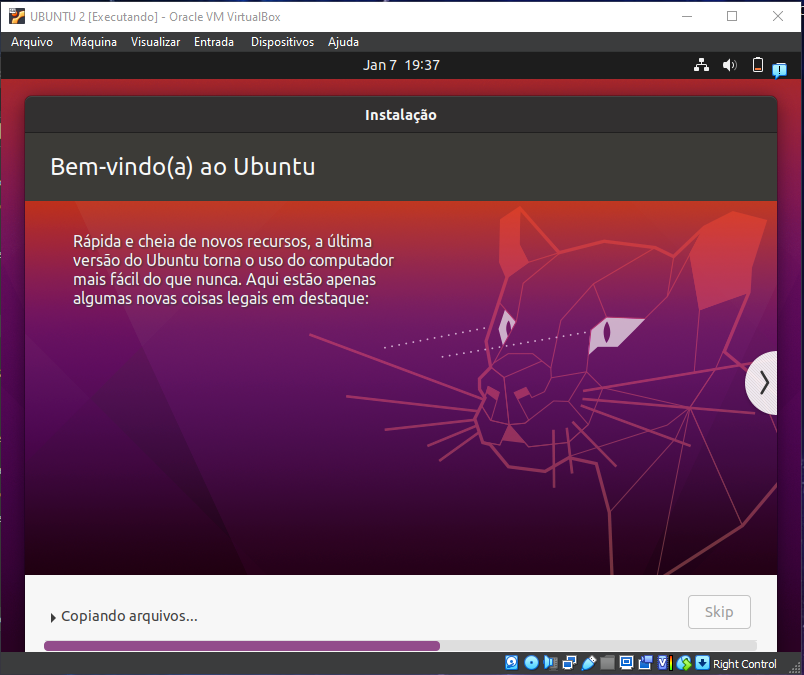 UBUNTU 2 [Executando] - Oracle VM VirtualBox
Arquivo Máquina Visualizar Entrada Dispositivos Ajuda
Jan 7 19:37
Instalação
Bem-vindo(a) ao Ubuntu
Rápida e cheia de novos recursos, a última
versão do Ubuntu torna o uso do computador
mais fácil do que nunca. Aqui estão apenas
algumas novas coisas legais em destaque:
Copiando arquivos...
Skip
Right Control